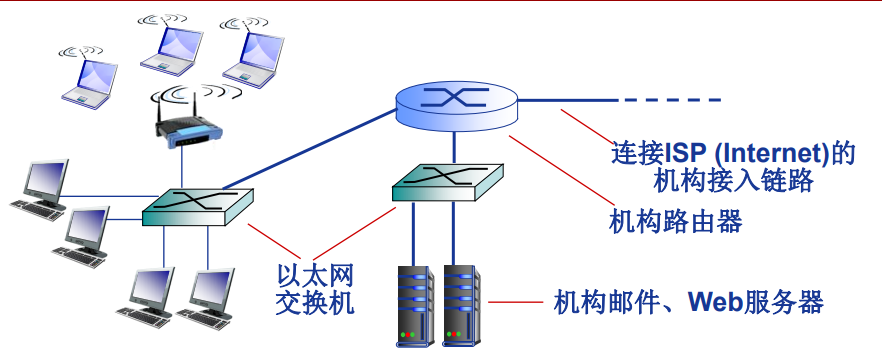 连接ISP (Internet)的
机构接入链路
机构路由器
以太网
交换机
机构邮件、Web服务器